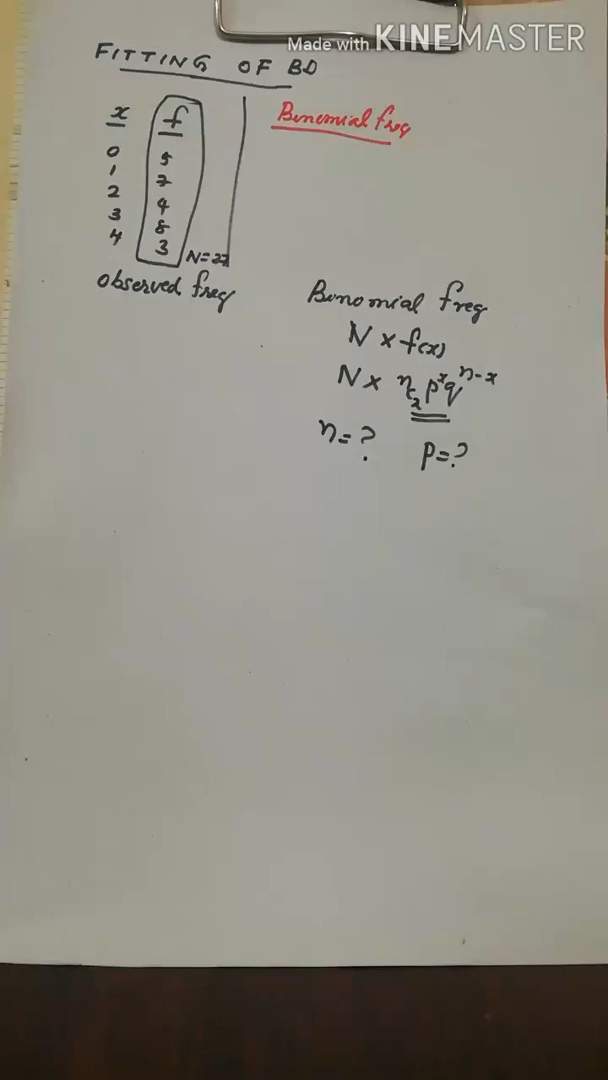 Made with KINEMASTER
FITTING OF BD
x f
0 5
1 7
2 4
3 8
4 3 N=27
observed freq
Binomial freq
Binomial freq
N × f(x)
N × nCx p^x q^n-x
n=? p=?